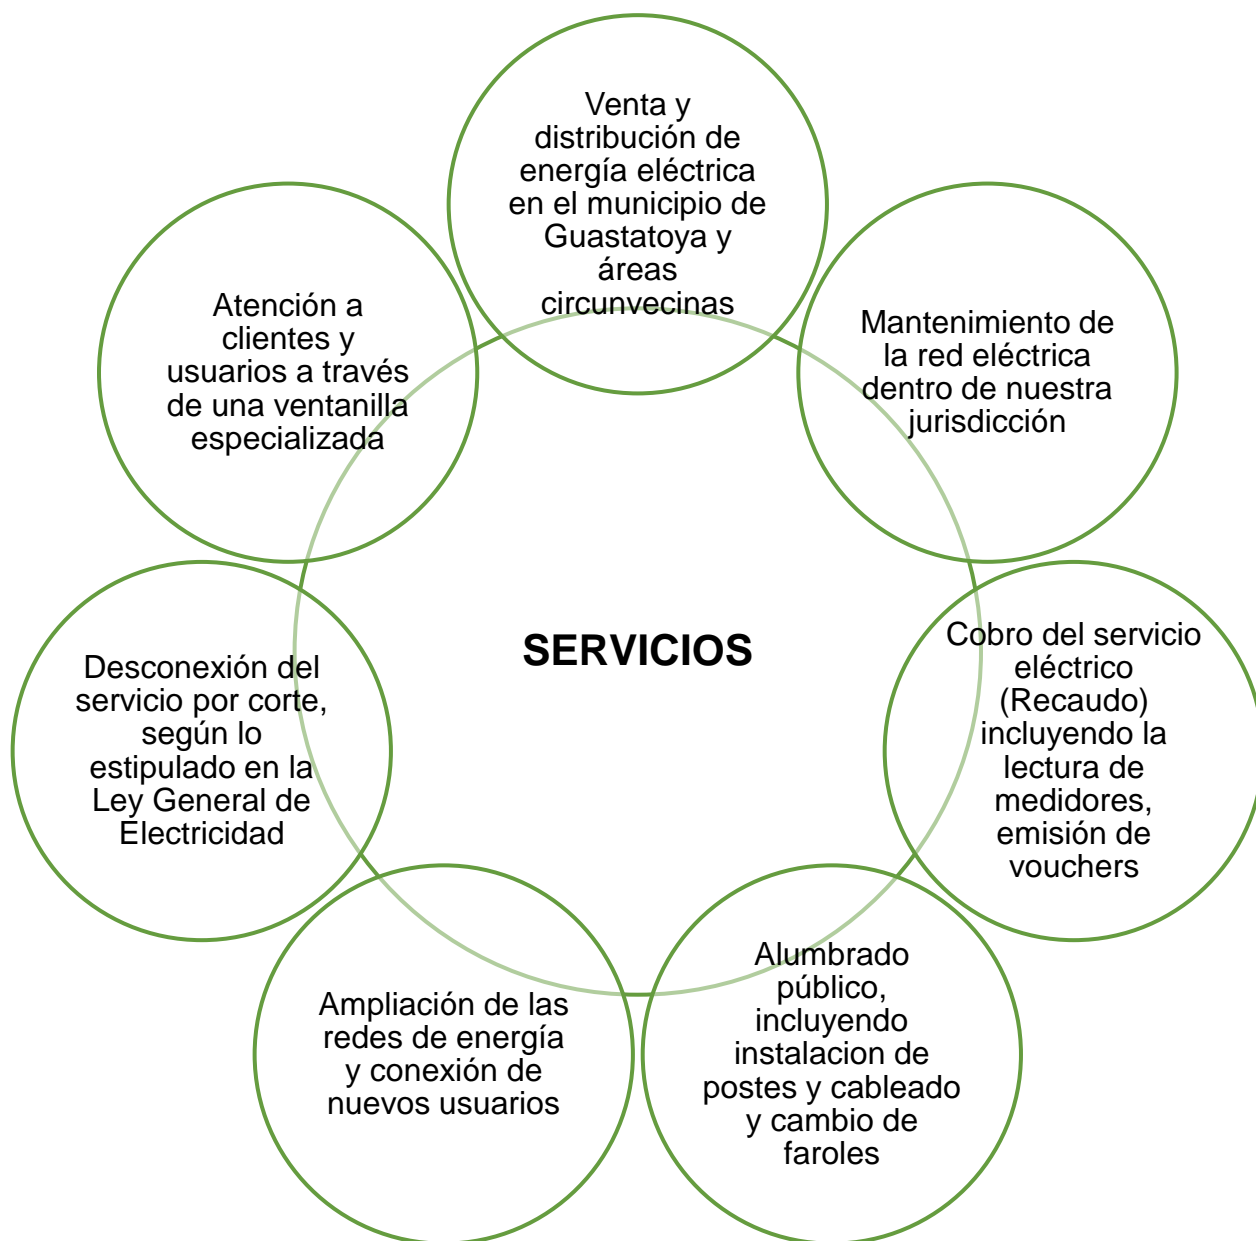 Venta y
distribución de
energía eléctrica
en el municipio de
Guastatoya y
áreas
circunvecinas
Mantenimiento de
la red eléctrica
dentro de nuestra
jurisdicción
Cobro del servicio
eléctrico
(Recaudo)
incluyendo la
lectura de
medidores,
emisión de
vouchers
Alumbrado
público,
incluyendo
instalacion de
postes y cableado
y cambio de
faroles
Ampliación de las
redes de energía
y conexión de
nuevos usuarios
Desconexión del
servicio por corte,
según lo
estipulado en la
Ley General de
Electricidad
Atención a
clientes y
usuarios a través
de una ventanilla
especializada
SERVICIOS